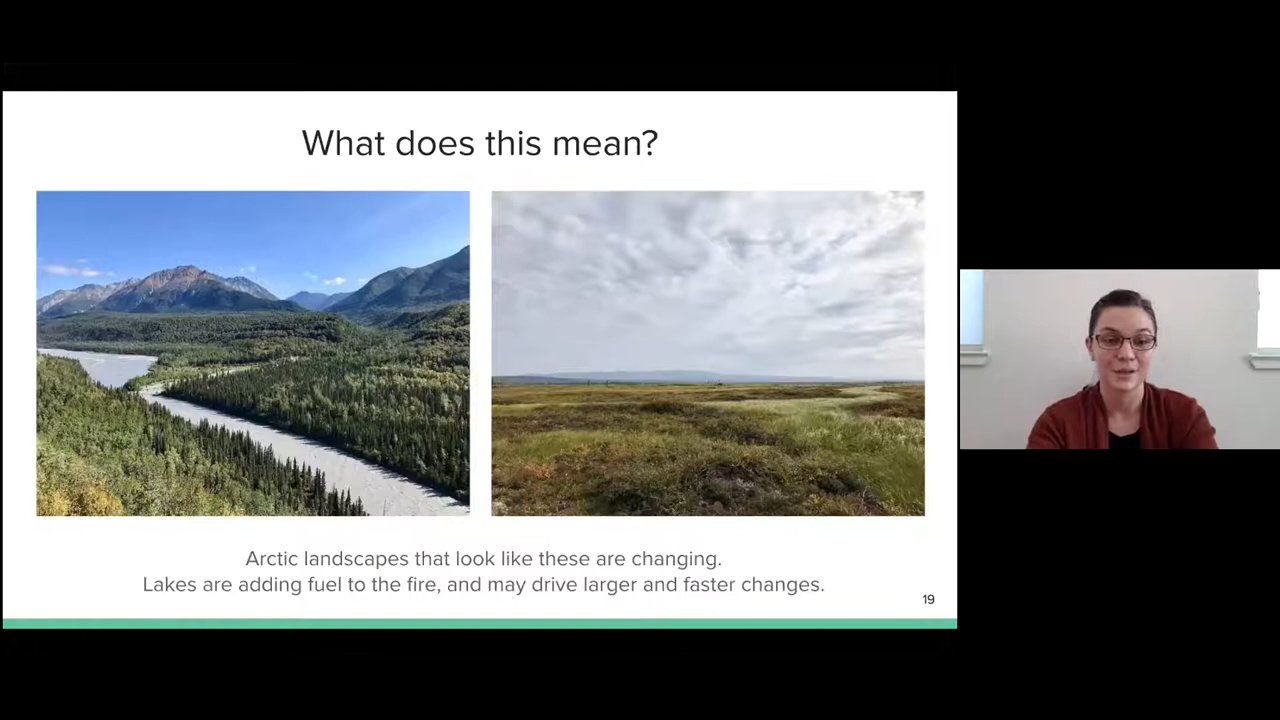 What does this mean?
Arctic landscapes that look like these are changing.
Lakes are adding fuel to the fire, and may drive larger and faster changes.
19